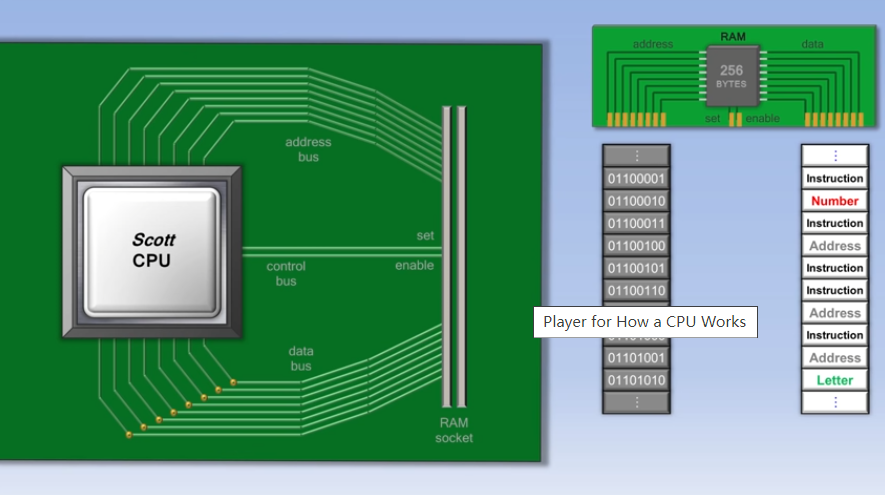 address
bus
Scott
CPU
set
control
bus
enable
data
bus
RAM
socket
RAM
address
data
256
BYTES
set
enable
⋮
01100001
01100010
01100011
01100100
01100101
01100110
01101001
01101010
⋮
⋮
Instruction
Number
Instruction
Address
Instruction
Instruction
Address
Instruction
Address
Letter
⋮
Player for How a CPU Works